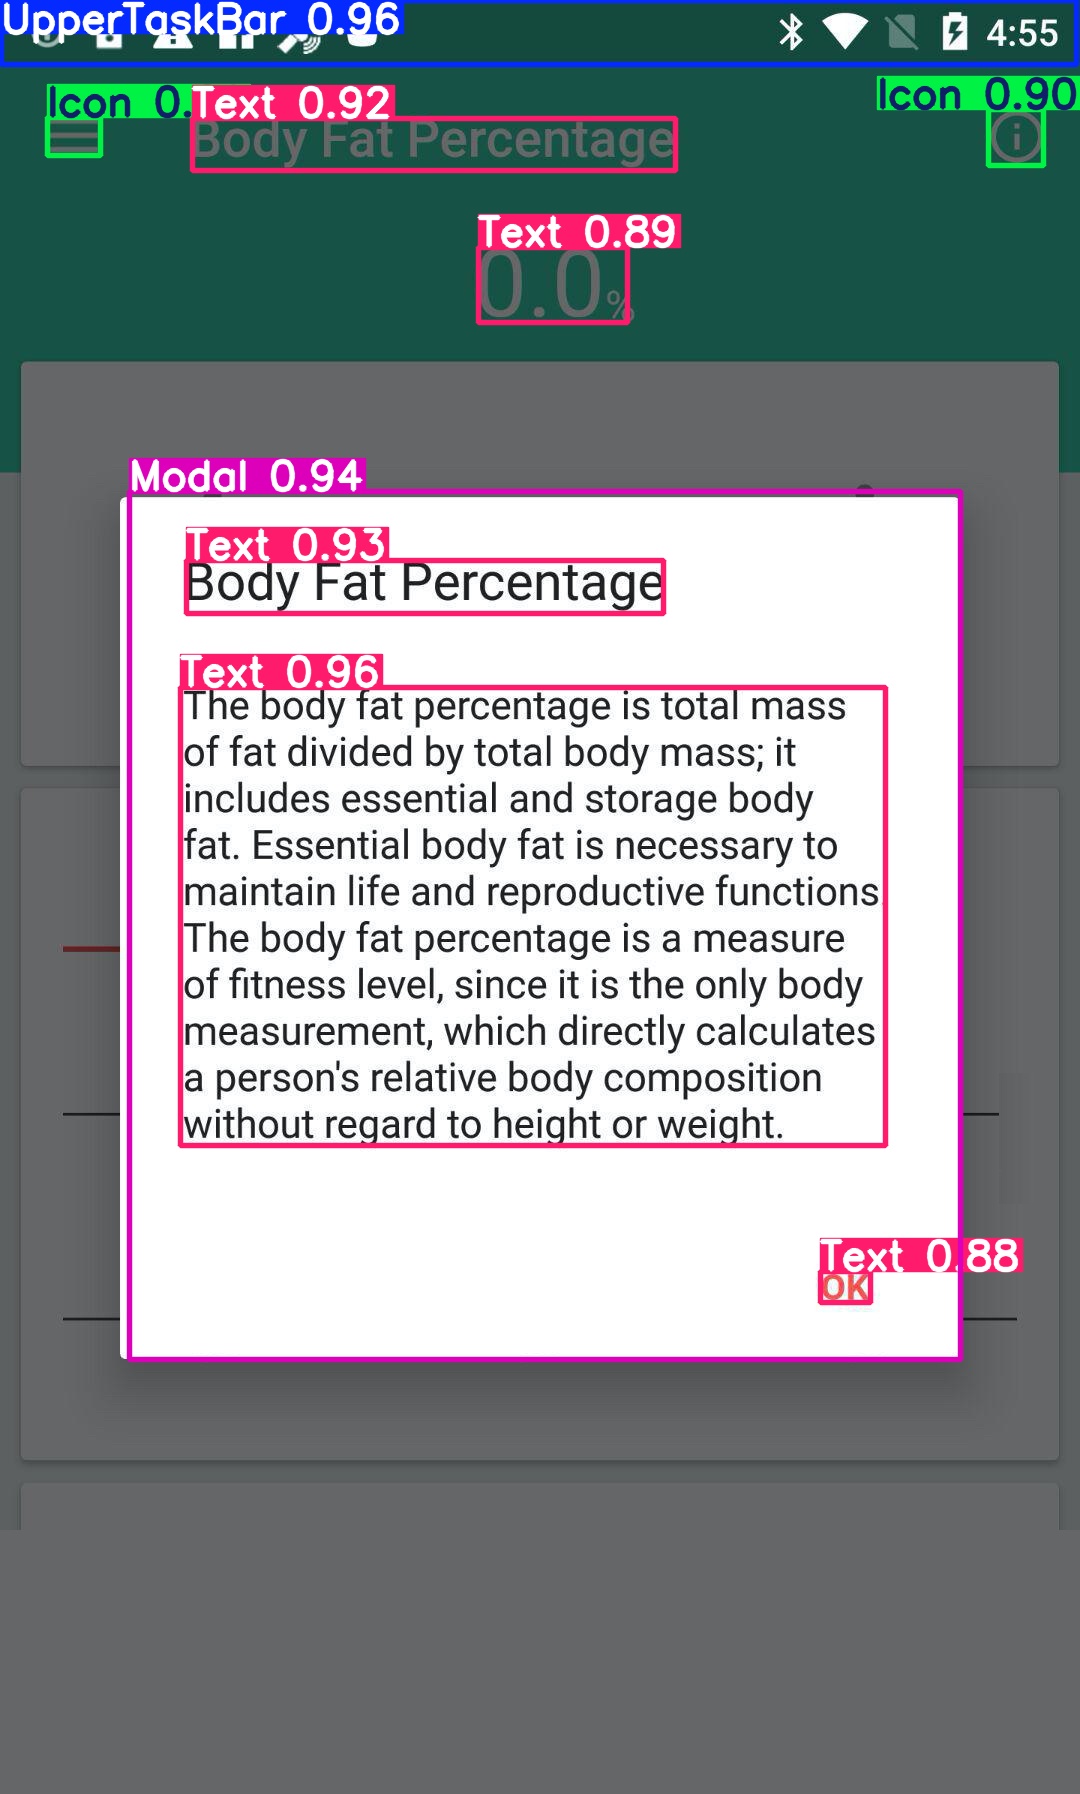 UpperTaskBar 0.96
4:55
Icon 0.
Text 0.92
Icon 0.90
Body Fat Percentage
Text 0.89
0.0%
Modal 0.94
Text 0.93
Body Fat Percentage
Text 0.96
The body fat percentage is total mass
of fat divided by total body mass; it
includes essential and storage body
fat. Essential body fat is necessary to
maintain life and reproductive functions.
The body fat percentage is a measure
of fitness level, since it is the only body
measurement, which directly calculates
a person's relative body composition
without regard to height or weight.
Text 0.88
OK